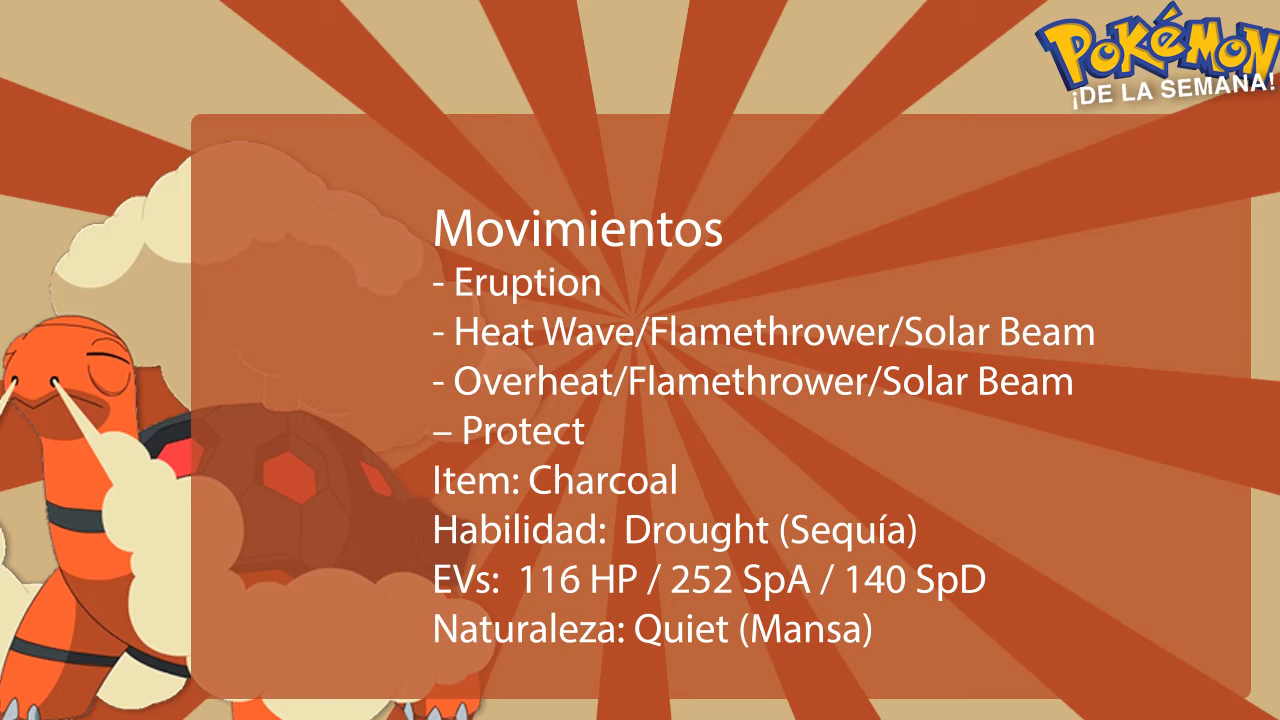 POKéMON
¡DE LA SEMANA!
Movimientos
- Eruption
- Heat Wave/Flamethrower/Solar Beam
- Overheat/Flamethrower/Solar Beam
– Protect
Item: Charcoal
Habilidad:  Drought (Sequía)
EVs:  116 HP / 252 SpA / 140 SpD
Naturaleza: Quiet (Mansa)